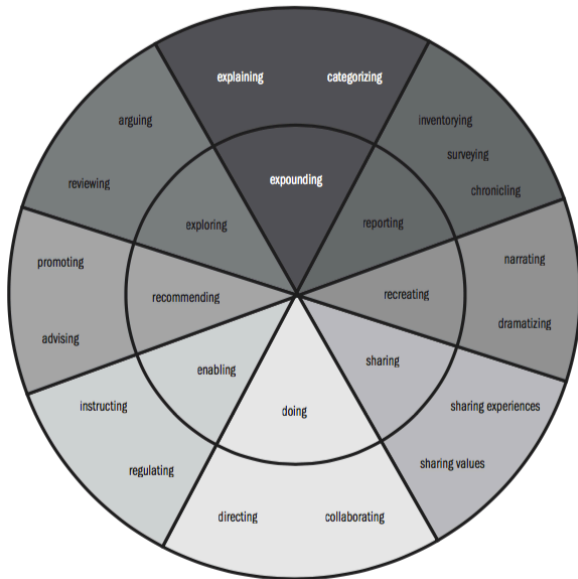 explaining
categorizing
arguing
inventorying
surveying
reviewing
expounding
chronicling
exploring
reporting
promoting
narrating
recommending
recreating
advising
dramatizing
enabling
sharing
instructing
doing
sharing experiences
regulating
sharing values
directing
collaborating